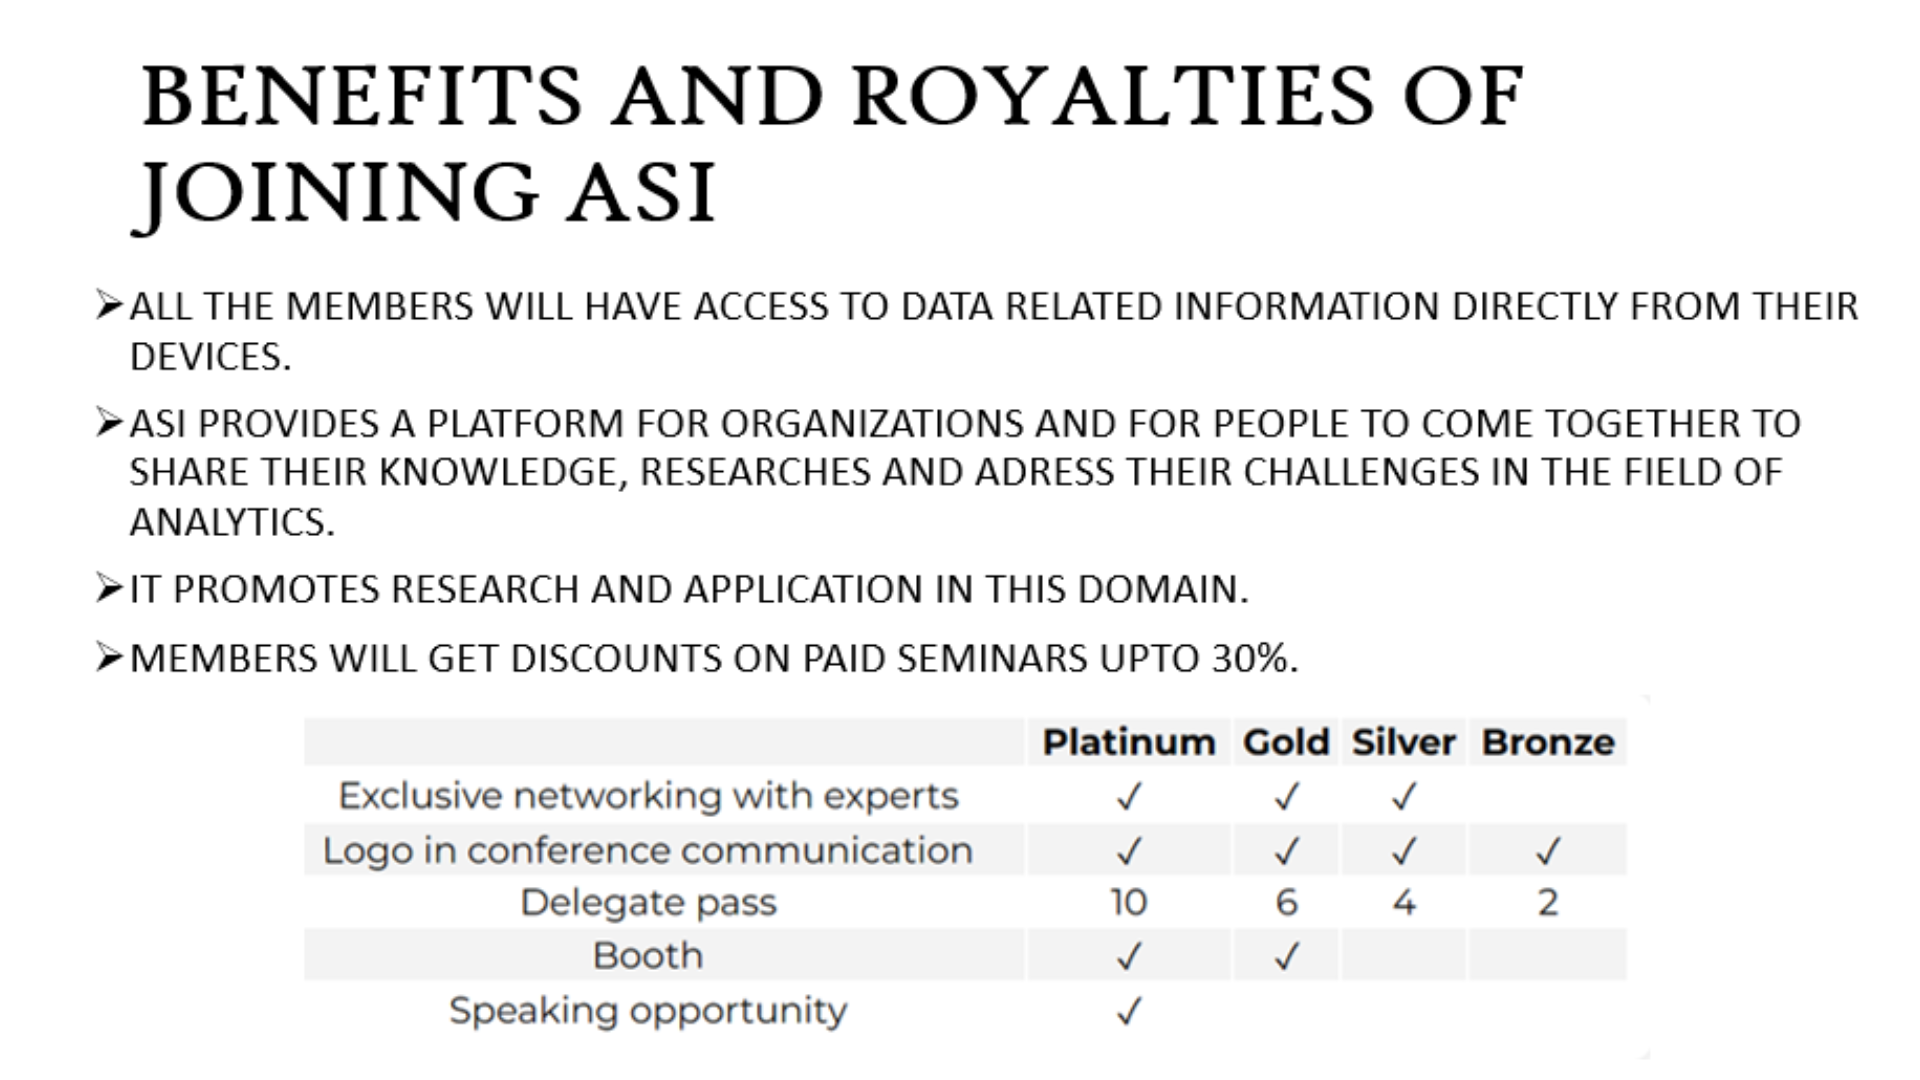 BENEFITS AND ROYALTIES OF
JOINING ASI
➢ALL THE MEMBERS WILL HAVE ACCESS TO DATA RELATED INFORMATION DIRECTLY FROM THEIR
DEVICES.
➢ASI PROVIDES A PLATFORM FOR ORGANIZATIONS AND FOR PEOPLE TO COME TOGETHER TO
SHARE THEIR KNOWLEDGE, RESEARCHES AND ADRESS THEIR CHALLENGES IN THE FIELD OF
ANALYTICS.
➢IT PROMOTES RESEARCH AND APPLICATION IN THIS DOMAIN.
➢MEMBERS WILL GET DISCOUNTS ON PAID SEMINARS UPTO 30%.
Platinum Gold Silver Bronze
Exclusive networking with experts ✓ ✓ ✓
Logo in conference communication ✓ ✓ ✓ ✓
Delegate pass 10 6 4 2
Booth ✓ ✓
Speaking opportunity ✓